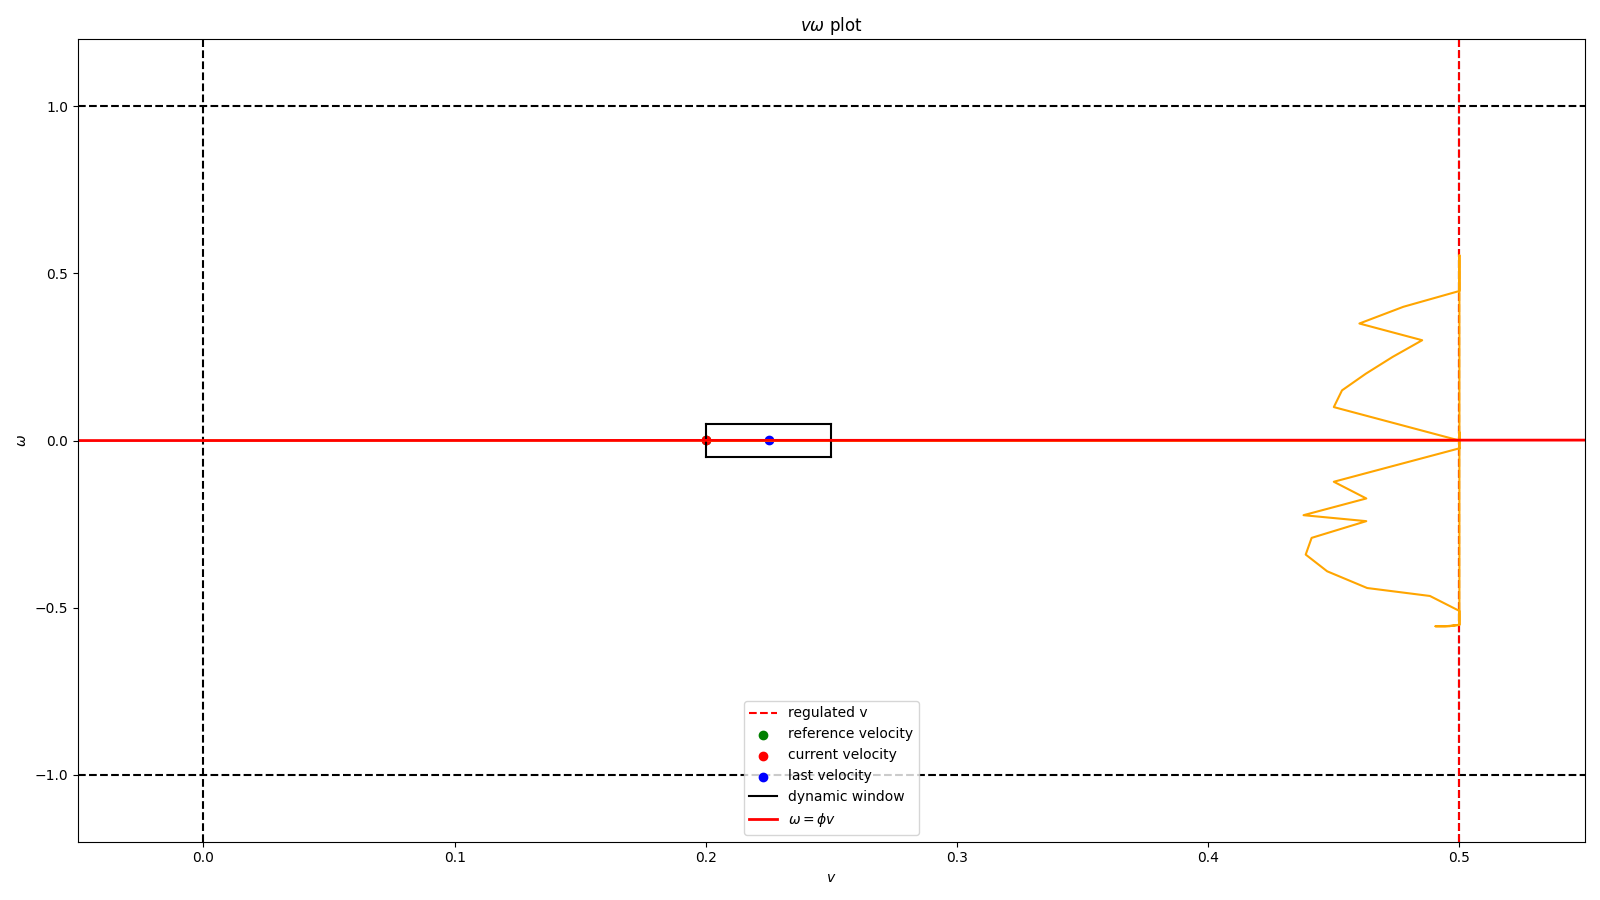 vω plot
1.0
0.5
0.0
−0.5
−1.0
ω
0.0
0.1
0.2
0.3
0.4
0.5
v
regulated v
reference velocity
current velocity
last velocity
dynamic window
ω = ϕv